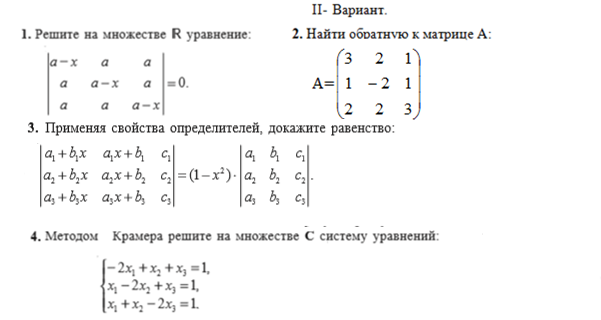 II- Вариант.
1. Решите на множестве R уравнение:
|a−x a a|
|a a−x a| = 0.
|a a a−x|
2. Найти обратную к матрице A:
(3 2 1)
A= (1 −2 1)
(2 2 3)
3. Применяя свойства определителей, докажите равенство:
|a₁+b₁x a₁x+b₁ c₁| |a₁ b₁ c₁|
|a₂+b₂x a₂x+b₂ c₂| = (1−x²)· |a₂ b₂ c₂|.
|a₃+b₃x a₃x+b₃ c₃| |a₃ b₃ c₃|
4. Методом Крамера решите на множестве C систему уравнений:
{−2x₁+x₂+x₃=1,
x₁−2x₂+x₃=1,
x₁+x₂−2x₃=1.